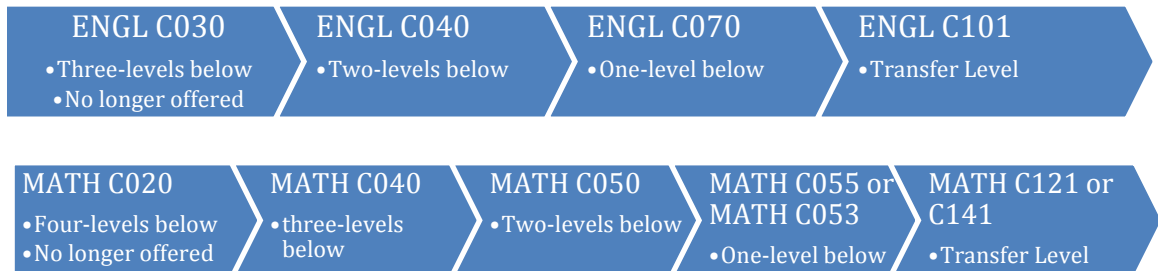 ENGL C030
•Three-levels below
•No longer offered
ENGL C040
•Two-levels below
ENGL C070
•One-level below
ENGL C101
•Transfer Level
MATH C020
•Four-levels below
•No longer offered
MATH C040
•three-levels
below
MATH C050
•Two-levels below
MATH C055 or
MATH C053
•One-level below
MATH C121 or
C141
•Transfer Level